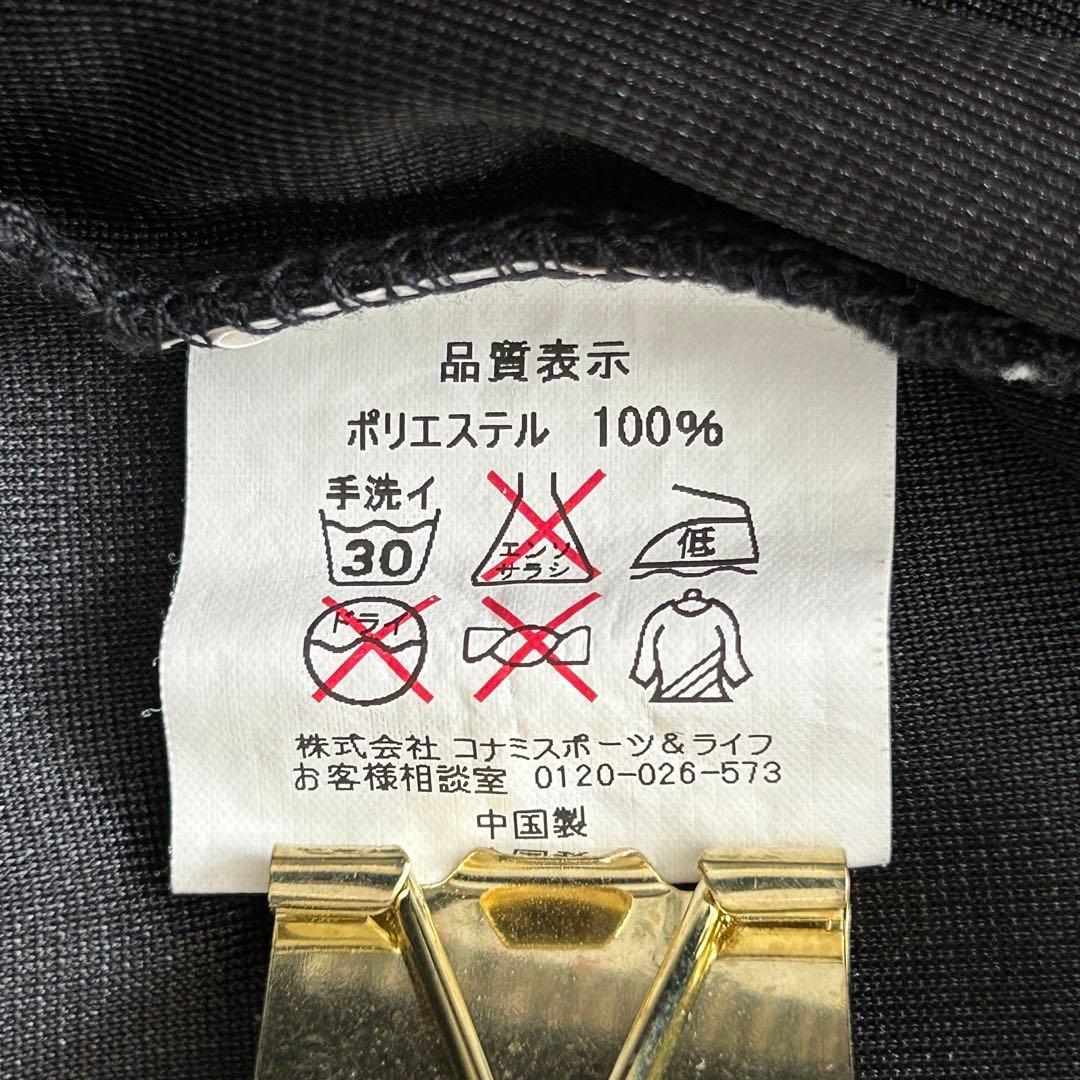 品質表示
ポリエステル 100%
手洗イ
30
エンソ
サラシ
低
ドライ
株式会社 コナミスポーツ&ライフ
お客様相談室 0120-026-573
中国製